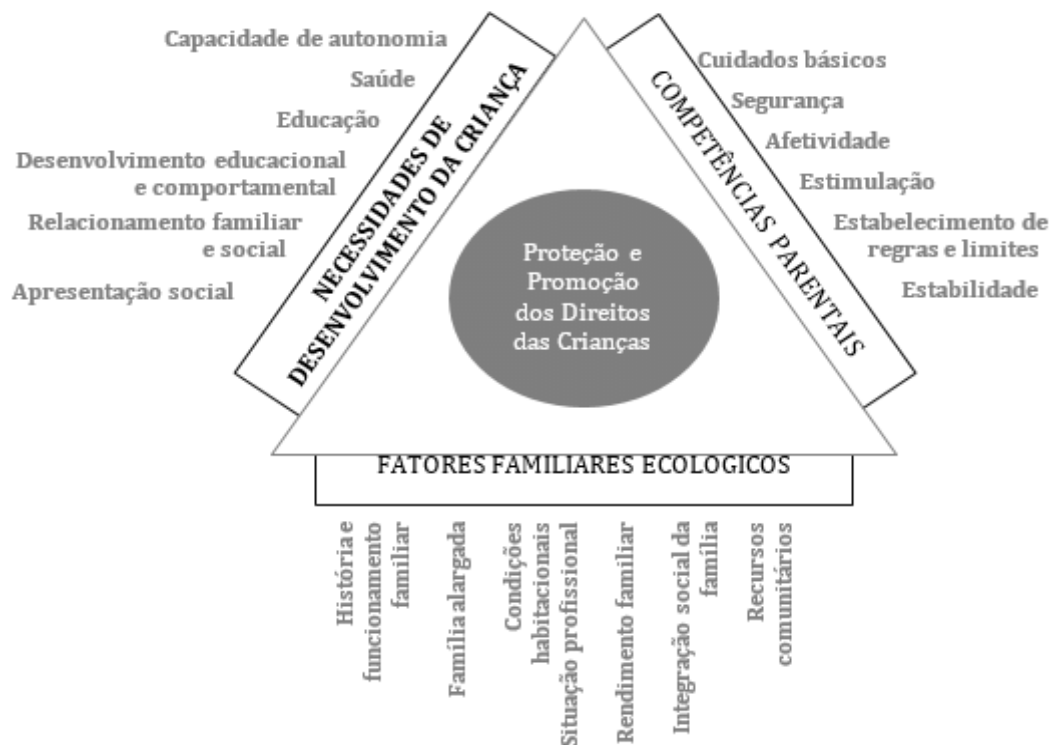 Capacidade de autonomia
Saúde
Educação
Desenvolvimento educacional
e comportamental
Relacionamento familiar
e social
Apresentação social
NECESSIDADES DE
DESENVOLVIMENTO DA CRIANÇA
Cuidados básicos
Segurança
Afetividade
Estimulação
Estabelecimento de
regras e limites
Estabilidade
COMPETÊNCIAS PARENTAIS
Proteção e
Promoção
dos Direitos
das Crianças
FATORES FAMILIARES ECOLOGICOS
História e
funcionamento
familiar
Família alargada
Condições
habitacionais
Situação profissional
Rendimento familiar
Integração social da
família
Recursos
comunitários